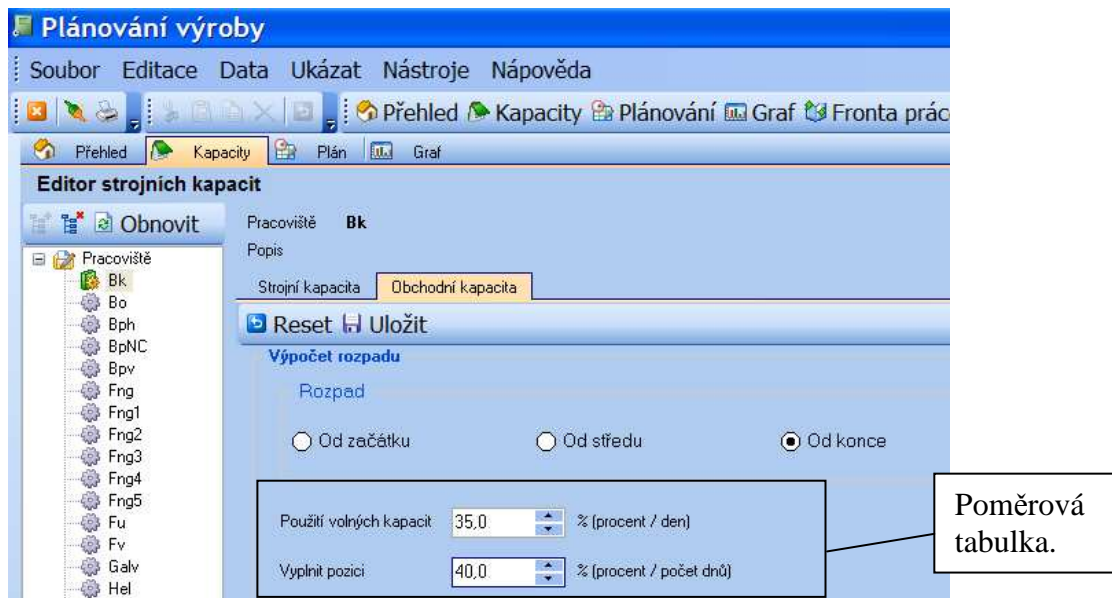 Plánování výroby
Soubor Editace Data Ukázat Nástroje Nápověda
Přehled Kapacity Plánování Graf Fronta prác
Přehled Kapacity Plán Graf
Editor strojních kapacit
Obnovit
Pracoviště Bk
Popis
Pracoviště
Bk
Bo
Bph
BpNC
Bpv
Fng
Fng1
Fng2
Fng3
Fng4
Fng5
Fu
Fv
Galv
Hel
Strojní kapacita Obchodní kapacita
Reset Uložit
Výpočet rozpadu
Rozpad
Od začátku Od středu Od konce
Použití volných kapacit 35,0 % (procent / den)
Vyplnit pozici 40,0 % (procent / počet dnů)
Poměrová
tabulka.